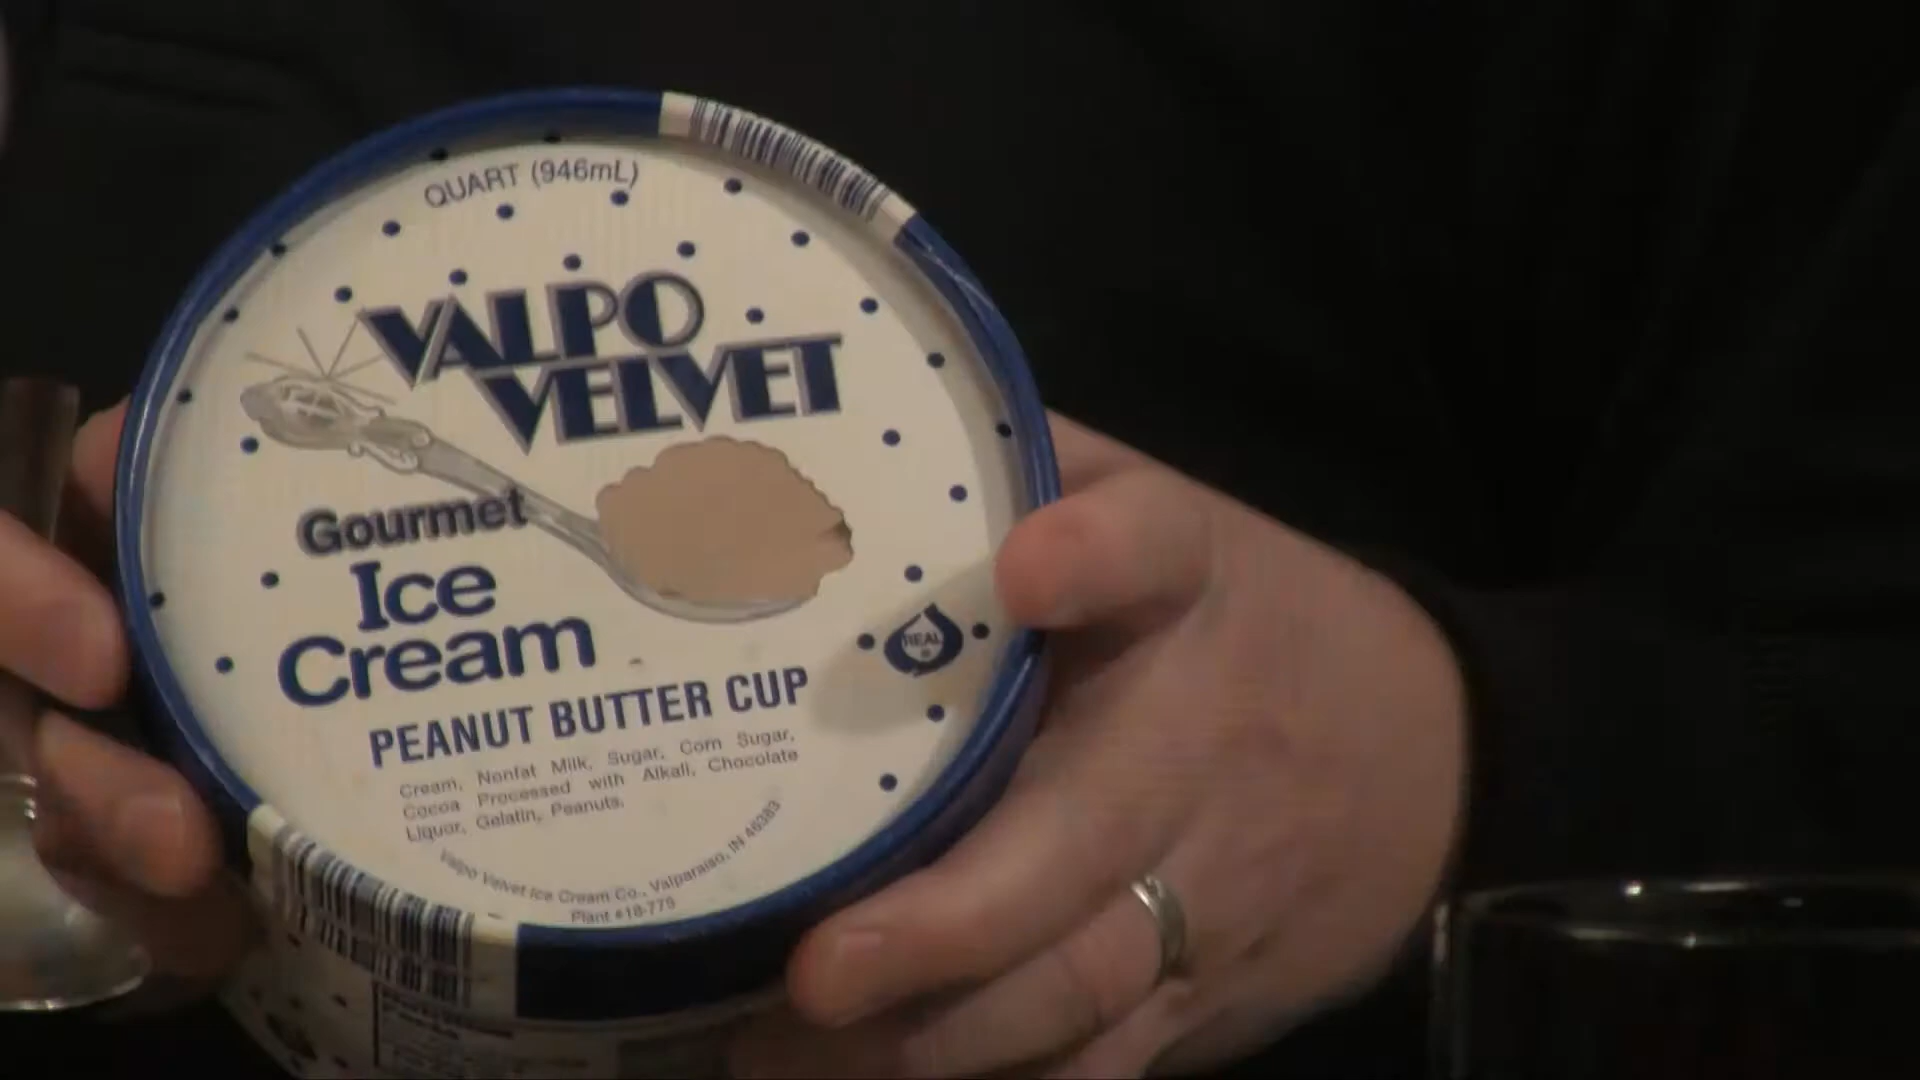 QUART (946mL)
VALPO
VELVET
Gourmet
Ice
Cream
REAL
PEANUT BUTTER CUP
Cream, Nonfat Milk, Sugar, Corn Sugar,
Cocoa Processed with Alkali, Chocolate
Liquor, Gelatin, Peanuts.
Valpo Velvet Ice Cream Co., Valparaiso, IN 46383
Plant #18-779